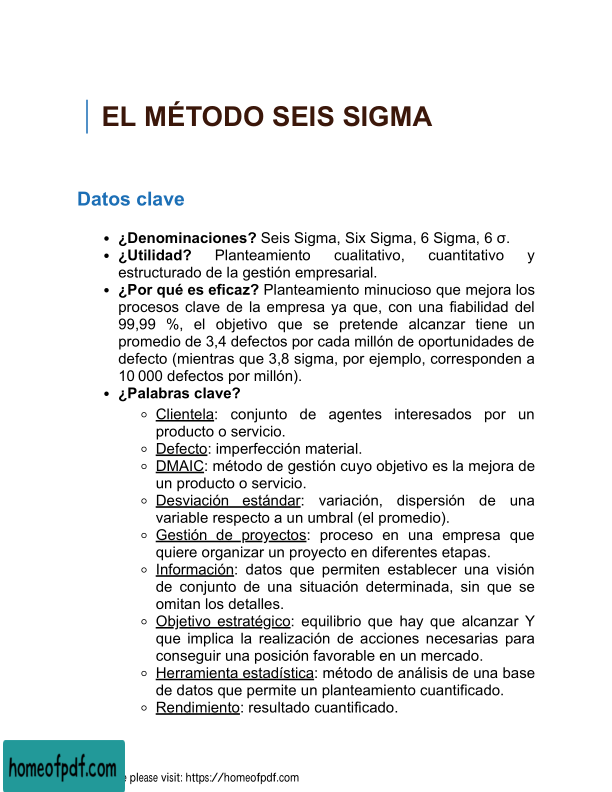 EL MÉTODO SEIS SIGMA
Datos clave
• ¿Denominaciones? Seis Sigma, Six Sigma, 6 Sigma, 6 σ.
• ¿Utilidad? Planteamiento cualitativo, cuantitativo y
estructurado de la gestión empresarial.
• ¿Por qué es eficaz? Planteamiento minucioso que mejora los
procesos clave de la empresa ya que, con una fiabilidad del
99,99 %, el objetivo que se pretende alcanzar tiene un
promedio de 3,4 defectos por cada millón de oportunidades de
defecto (mientras que 3,8 sigma, por ejemplo, corresponden a
10 000 defectos por millón).
• ¿Palabras clave?
◦ Clientela: conjunto de agentes interesados por un
producto o servicio.
◦ Defecto: imperfección material.
◦ DMAIC: método de gestión cuyo objetivo es la mejora de
un producto o servicio.
◦ Desviación estándar: variación, dispersión de una
variable respecto a un umbral (el promedio).
◦ Gestión de proyectos: proceso en una empresa que
quiere organizar un proyecto en diferentes etapas.
◦ Información: datos que permiten establecer una visión
de conjunto de una situación determinada, sin que se
omitan los detalles.
◦ Objetivo estratégico: equilibrio que hay que alcanzar Y
que implica la realización de acciones necesarias para
conseguir una posición favorable en un mercado.
◦ Herramienta estadística: método de análisis de una base
de datos que permite un planteamiento cuantificado.
◦ Rendimiento: resultado cuantificado.
homeofpdf.com
please visit: https://homeofpdf.com